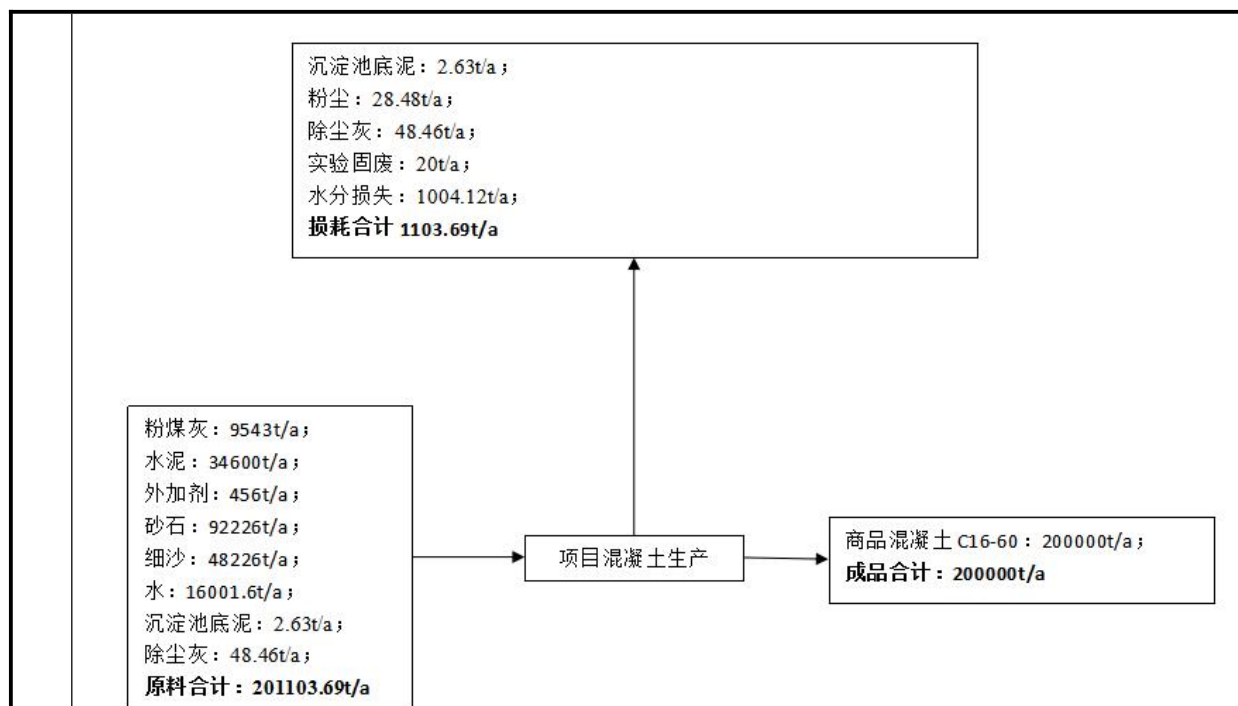 沉淀池底泥：2.63t/a；
粉尘：28.48t/a；
除尘灰：48.46t/a；
实验固废：20t/a；
水分损失：1004.12t/a；
损耗合计 1103.69t/a
粉煤灰：9543t/a；
水泥：34600t/a；
外加剂：456t/a；
砂石：92226t/a；
细沙：48226t/a；
水：16001.6t/a；
沉淀池底泥：2.63t/a；
除尘灰：48.46t/a；
原料合计：201103.69t/a
项目混凝土生产
商品混凝土 C16-60：200000t/a；
成品合计：200000t/a